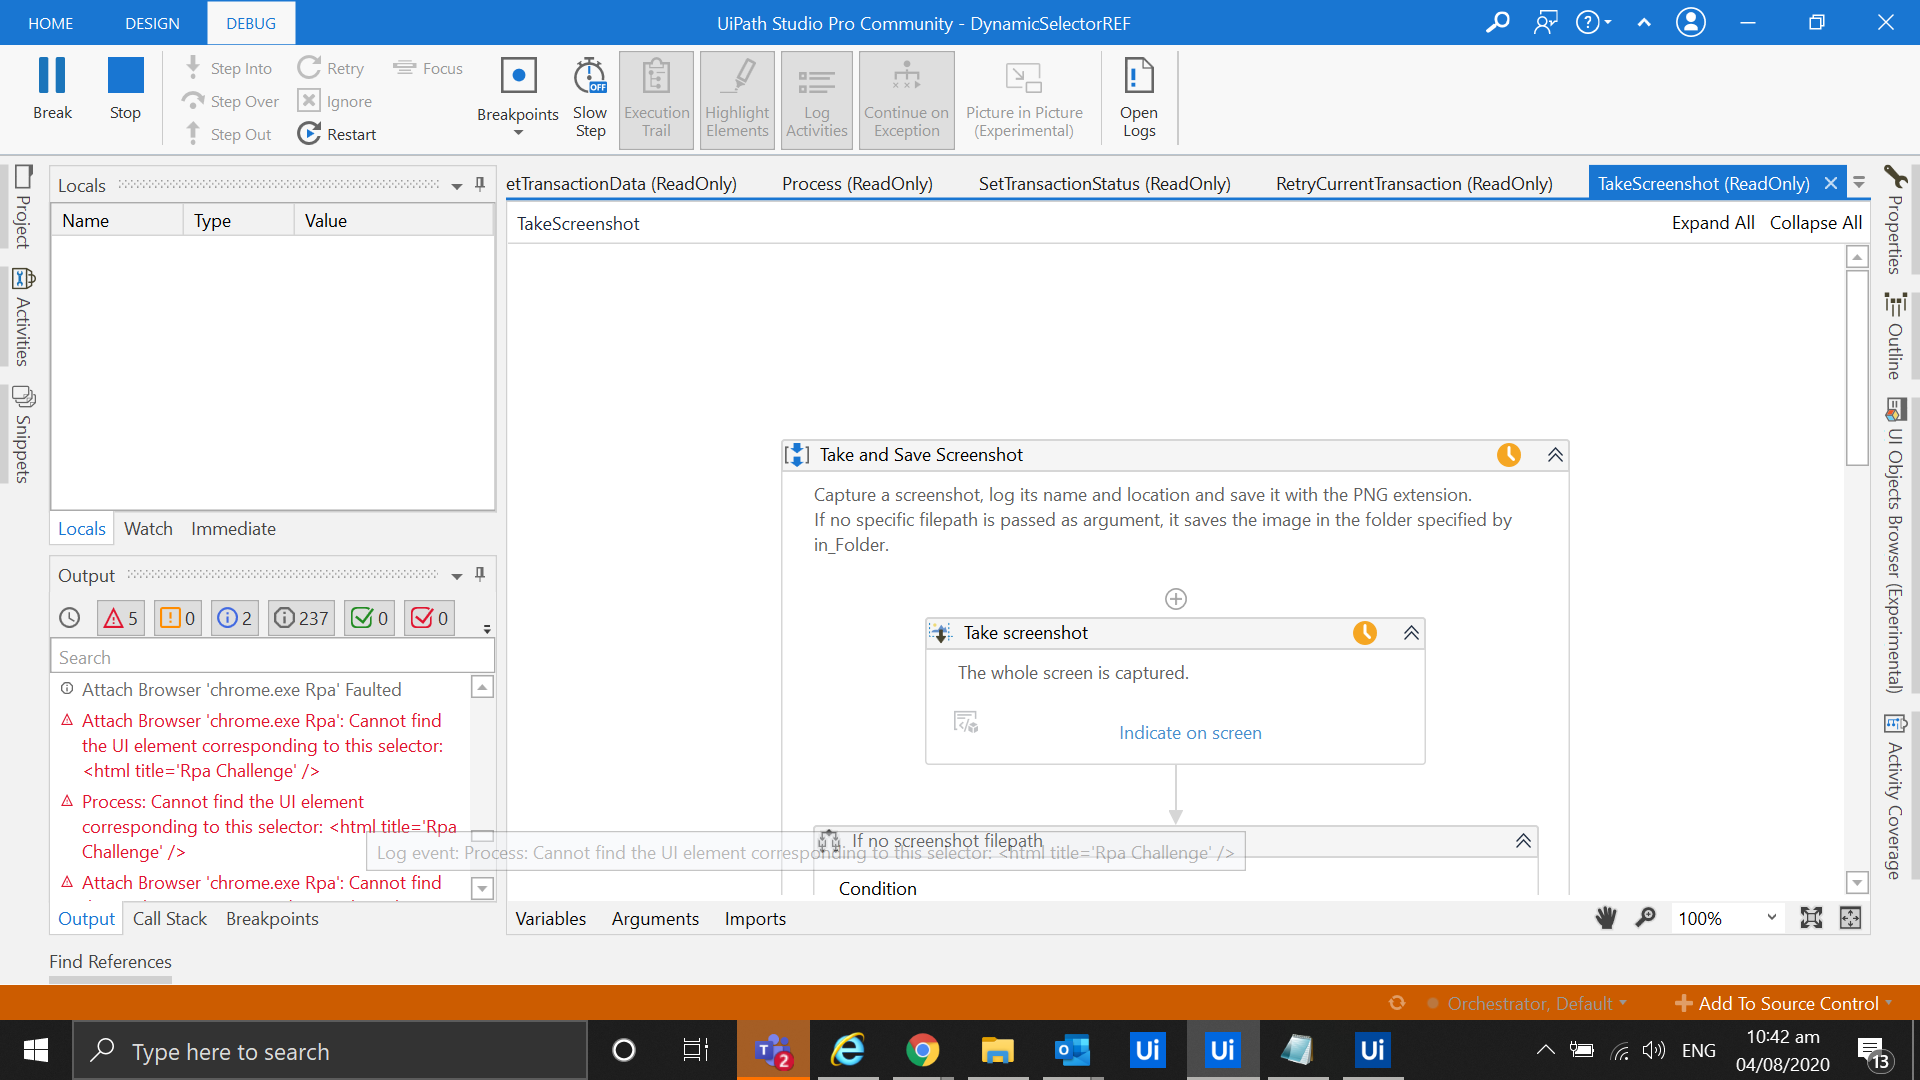 HOME
DESIGN
DEBUG
UiPath Studio Pro Community - DynamicSelectorREF
Break
Stop
Step Into
Step Over
Step Out
Retry
Ignore
Restart
Focus
Breakpoints
Slow
Step
OFF
Execution
Trail
Highlight
Elements
Log
Activities
Continue on
Exception
Picture in Picture
(Experimental)
Open
Logs
Project
Activities
Snippets
Locals
Name
Type
Value
Locals
Watch
Immediate
Output
5
0
2
237
0
0
Search
Attach Browser 'chrome.exe Rpa' Faulted
Attach Browser 'chrome.exe Rpa': Cannot find
the UI element corresponding to this selector:
<html title='Rpa Challenge' />
Process: Cannot find the UI element
corresponding to this selector: <html title='Rpa
Challenge' />
Attach Browser 'chrome.exe Rpa': Cannot find
Log event: Process: Cannot find the UI element corresponding to this selector: <html title='Rpa Challenge' />
Output
Call Stack
Breakpoints
Find References
etTransactionData (ReadOnly)
Process (ReadOnly)
SetTransactionStatus (ReadOnly)
RetryCurrentTransaction (ReadOnly)
TakeScreenshot (ReadOnly)
TakeScreenshot
Expand All
Collapse All
Take and Save Screenshot
Capture a screenshot, log its name and location and save it with the PNG extension.
If no specific filepath is passed as argument, it saves the image in the folder specified by
in_Folder.
Take screenshot
The whole screen is captured.
Indicate on screen
If no screenshot filepath
Condition
Variables
Arguments
Imports
100%
Properties
Outline
UI Objects Browser (Experimental)
Activity Coverage
Orchestrator, Default
Add To Source Control
Type here to search
2
Ui
Ui
Ui
ENG
10:42 am
04/08/2020
13